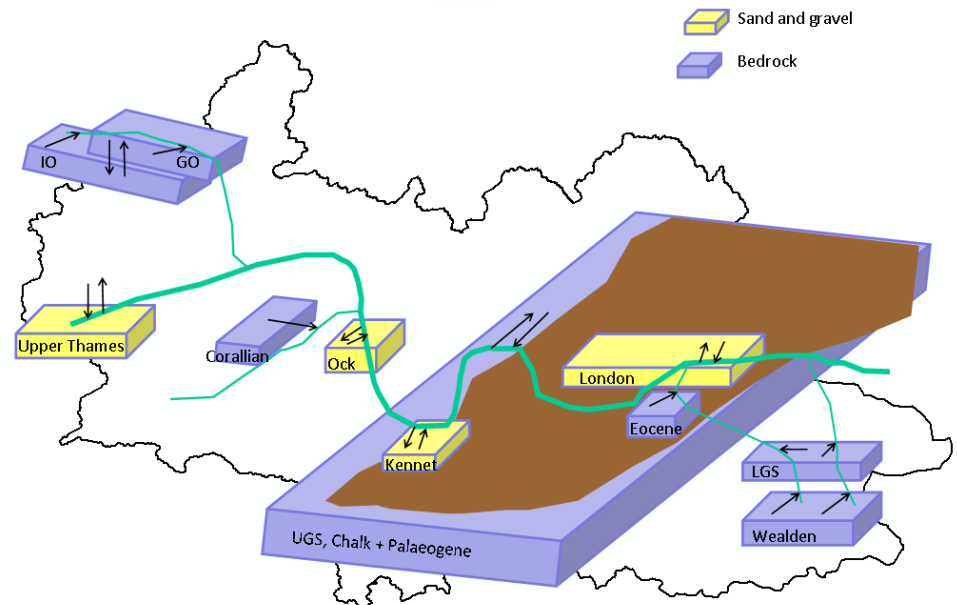 Sand and gravel
Bedrock
IO
GO
Upper Thames
Corallian
Ock
London
Eocene
Kennet
LGS
Wealden
UGS, Chalk + Palaeogene